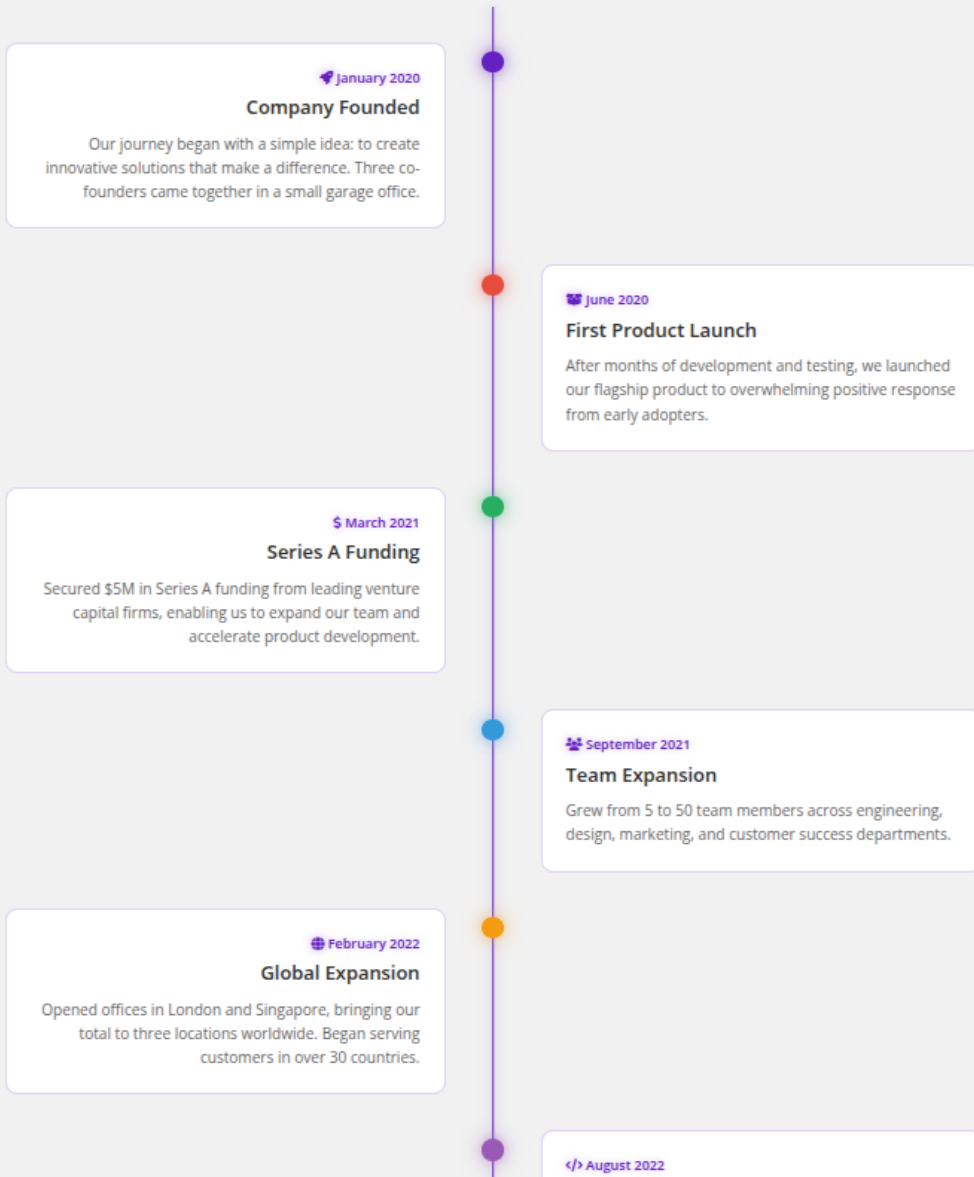 January 2020
Company Founded
Our journey began with a simple idea: to create
innovative solutions that make a difference. Three co-
founders came together in a small garage office.
June 2020
First Product Launch
After months of development and testing, we launched
our flagship product to overwhelming positive response
from early adopters.
$ March 2021
Series A Funding
Secured $5M in Series A funding from leading venture
capital firms, enabling us to expand our team and
accelerate product development.
September 2021
Team Expansion
Grew from 5 to 50 team members across engineering,
design, marketing, and customer success departments.
February 2022
Global Expansion
Opened offices in London and Singapore, bringing our
total to three locations worldwide. Began serving
customers in over 30 countries.
</> August 2022